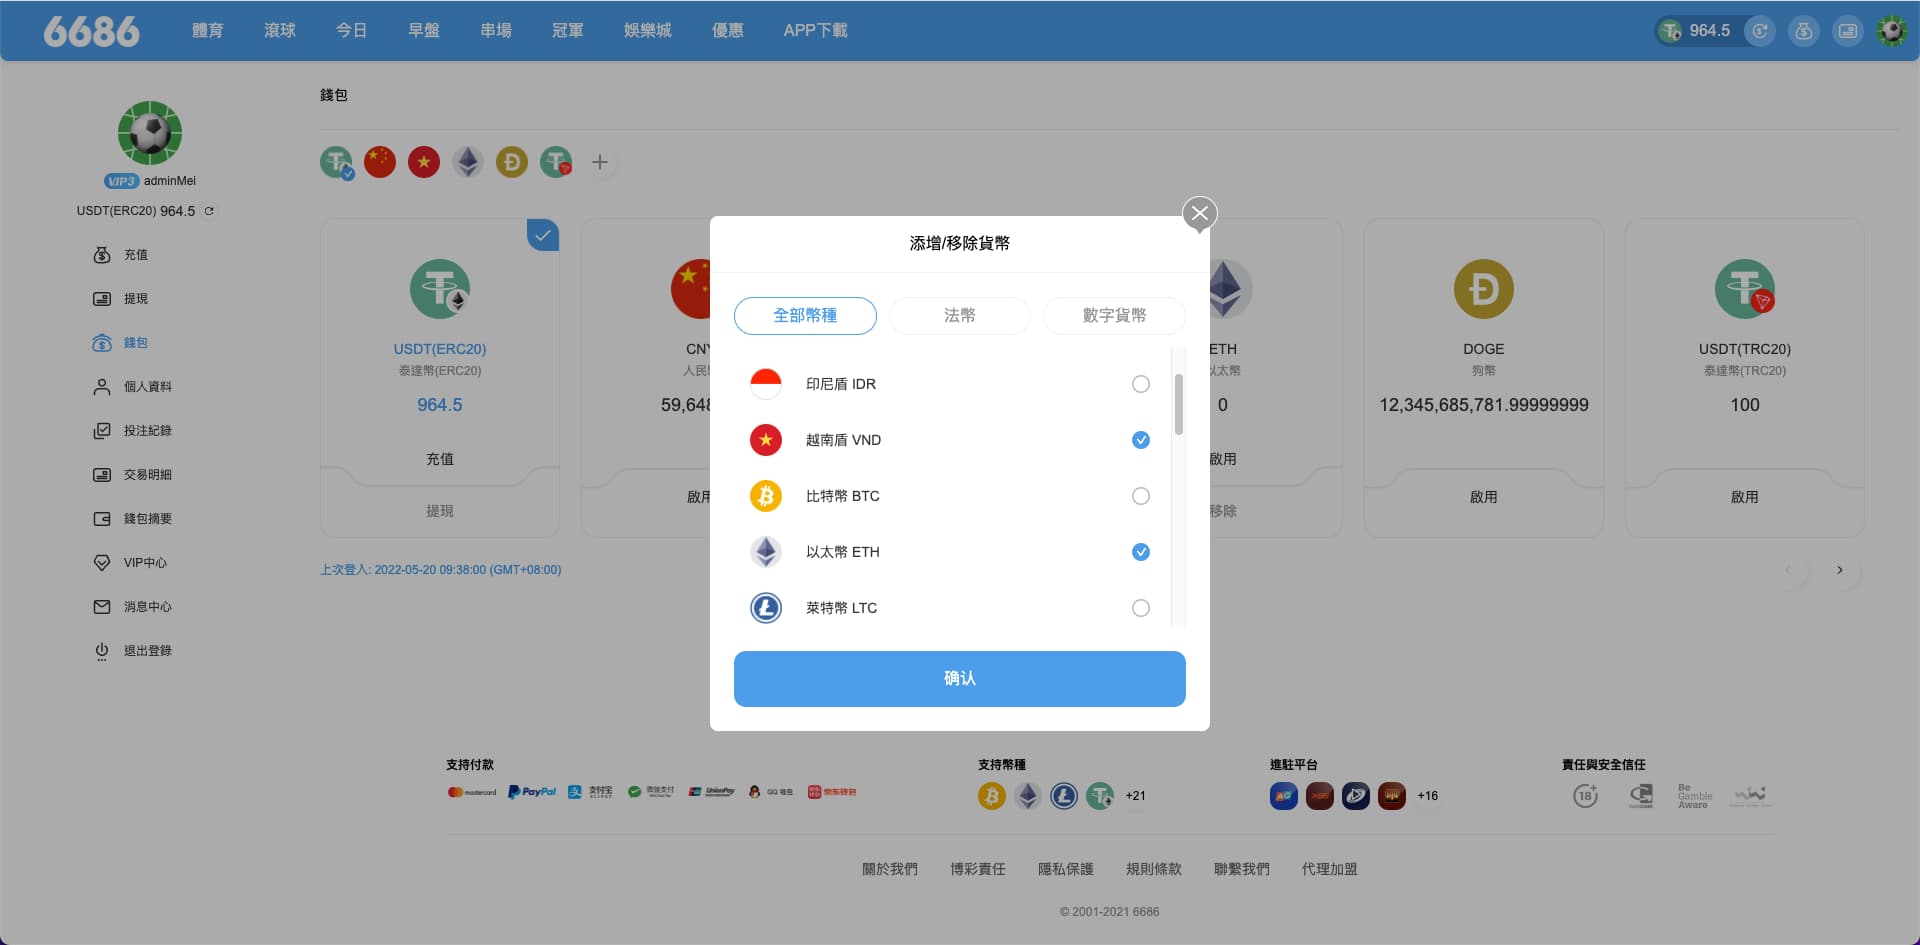 6686 體育 滾球 今日 早盤 串場 冠軍 娛樂城 優惠 APP下載 964.5
VIP3 adminMei
USDT(ERC20) 964.5
充值
提現
錢包
個人資料
投注紀錄
交易明細
錢包摘要
VIP中心
消息中心
退出登錄
錢包
USDT(ERC20)
泰達幣(ERC20)
964.5
充值
提現
CNY
人民
59,648
啟用
ETH
以太幣
0
啟用
移除
DOGE
狗幣
12,345,685,781.99999999
啟用
USDT(TRC20)
泰達幣(TRC20)
100
啟用
上次登入: 2022-05-20 09:38:00 (GMT+08:00)
添增/移除貨幣
全部幣種 法幣 數字貨幣
印尼盾 IDR
越南盾 VND
比特幣 BTC
以太幣 ETH
萊特幣 LTC
确认
支持付款
mastercard PayPal 支付宝 微信支付 UnionPay QQ 钱包 京东钱包
支持幣種
+21
進駐平台
AG +16
責任與安全信任
18+ Be Gamble Aware
關於我們 博彩責任 隱私保護 規則條款 聯繫我們 代理加盟
© 2001-2021 6686